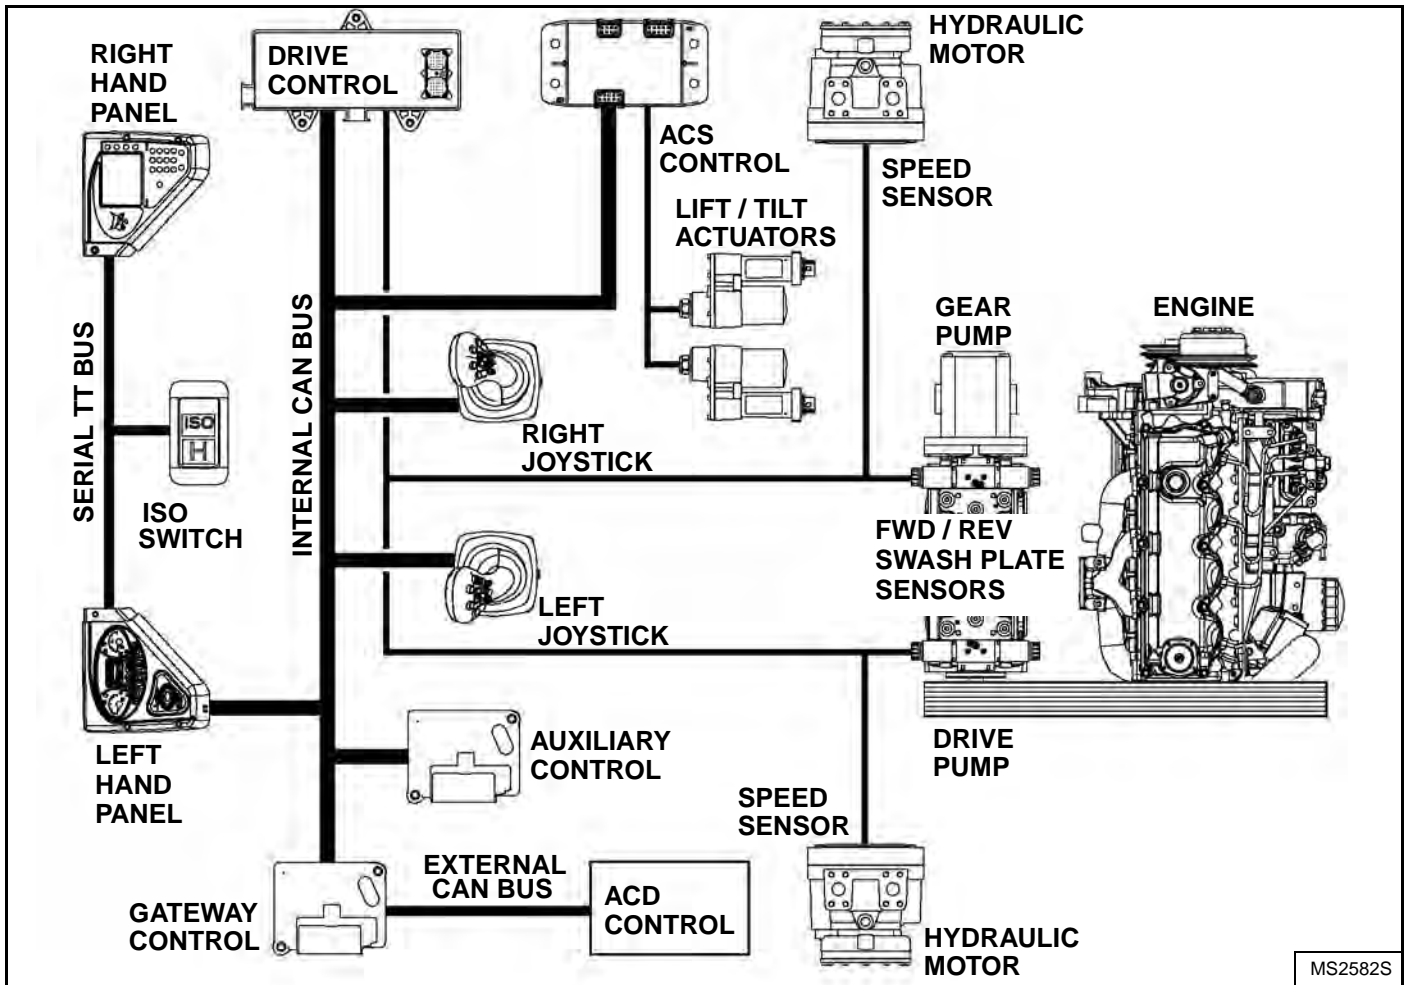 RIGHT
HAND
PANEL
DRIVE
CONTROL
ACS
CONTROL
HYDRAULIC
MOTOR
SPEED
SENSOR
LIFT / TILT
ACTUATORS
GEAR
PUMP
ENGINE
SERIAL TT BUS
ISO
H
ISO
SWITCH
INTERNAL CAN BUS
RIGHT
JOYSTICK
FWD / REV
SWASH PLATE
SENSORS
LEFT
JOYSTICK
LEFT
HAND
PANEL
AUXILIARY
CONTROL
DRIVE
PUMP
SPEED
SENSOR
GATEWAY
CONTROL
EXTERNAL
CAN BUS
ACD
CONTROL
HYDRAULIC
MOTOR
MS2582S